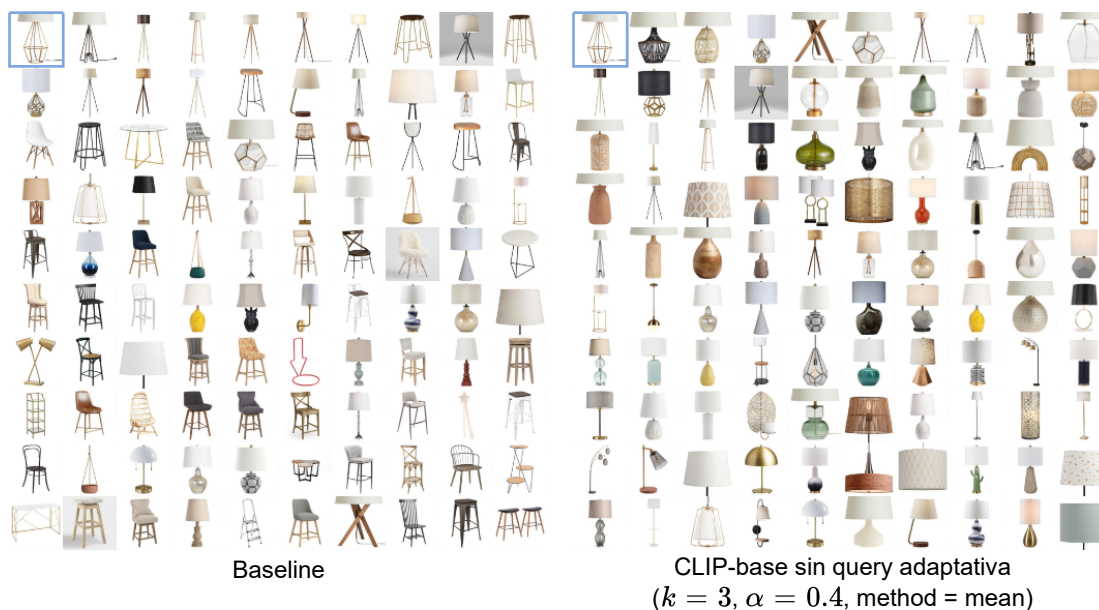 Baseline
CLIP-base sin query adaptativa
(k = 3, α = 0.4, method = mean)